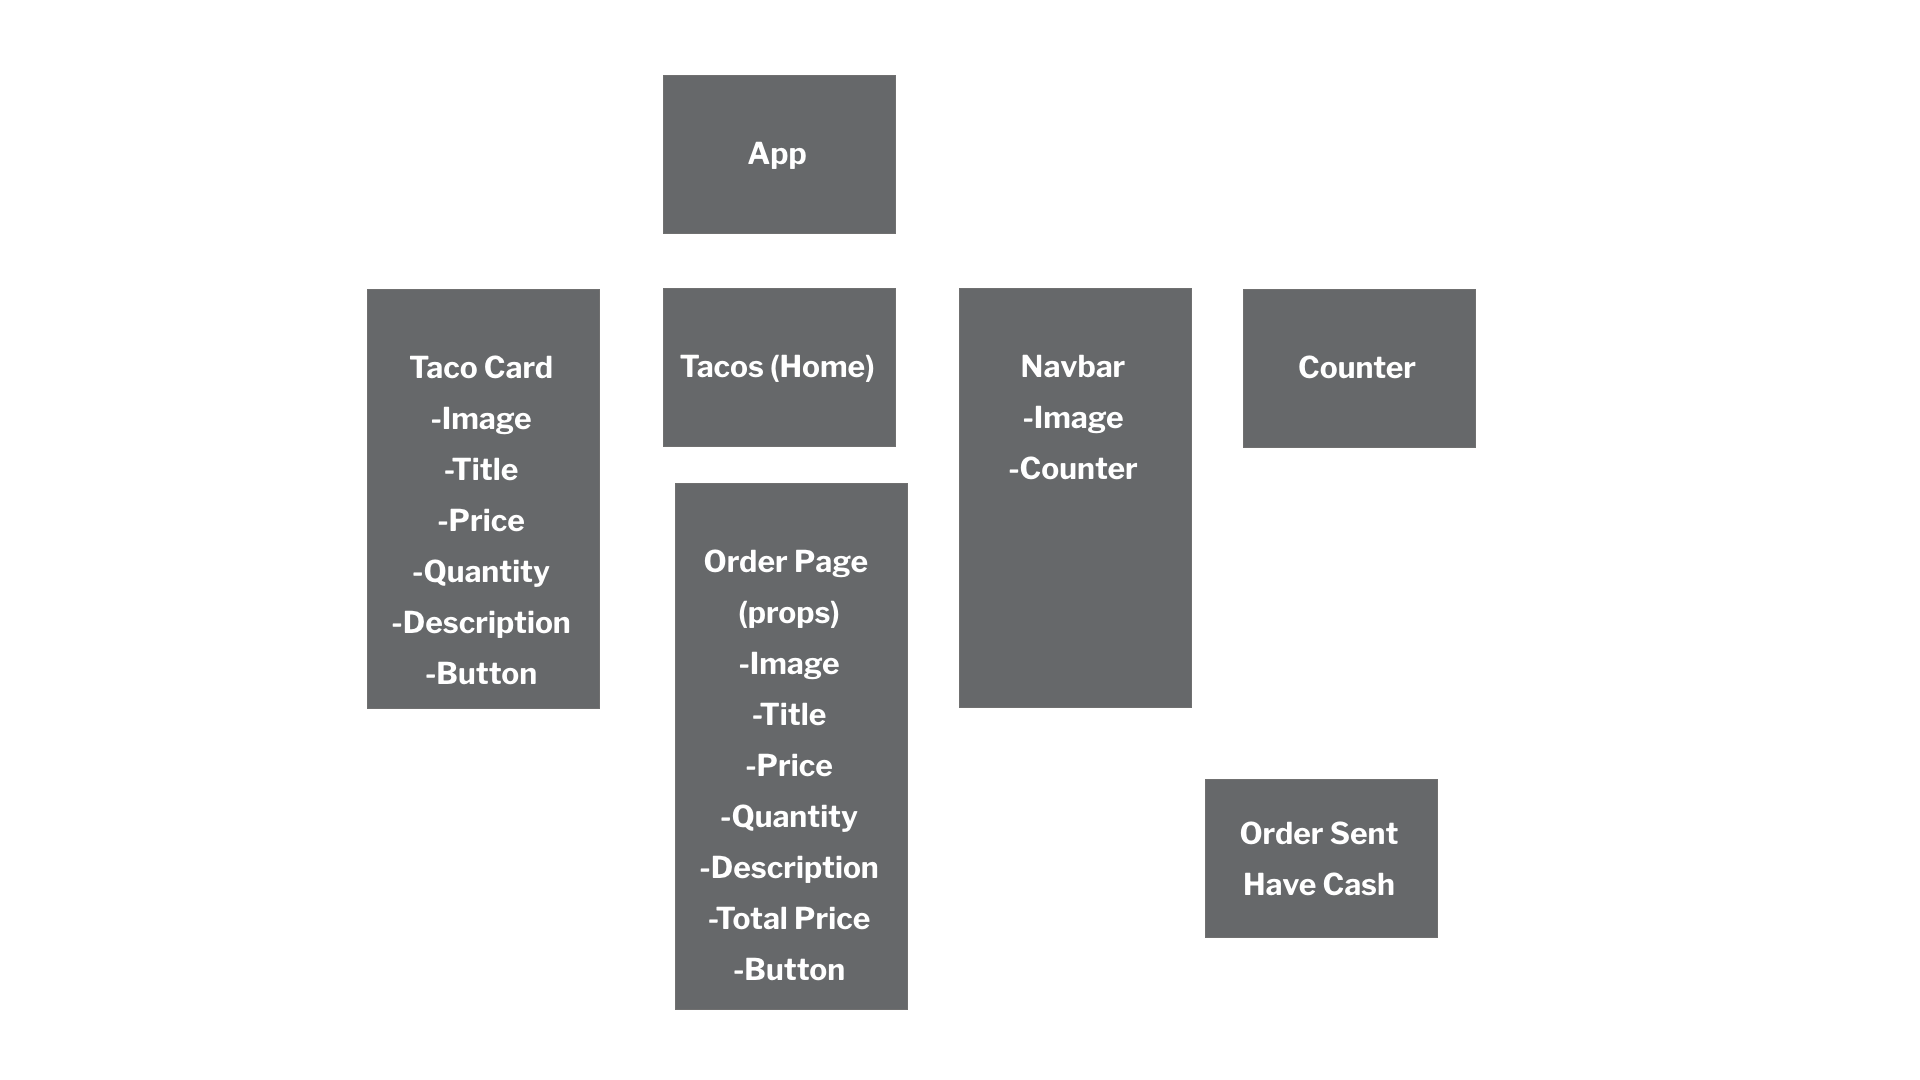 App
Taco Card
-Image
-Title
-Price
-Quantity
-Description
-Button
Tacos (Home)
Navbar
-Image
-Counter
Counter
Order Page
(props)
-Image
-Title
-Price
-Quantity
-Description
-Total Price
-Button
Order Sent
Have Cash